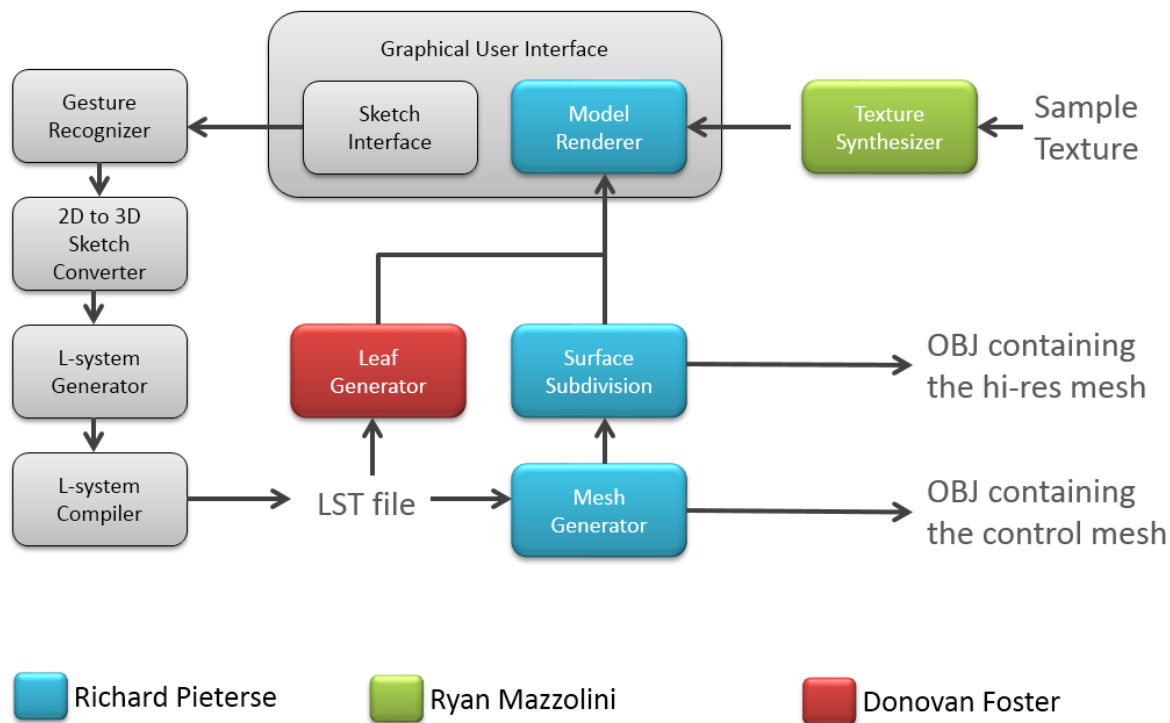 Graphical User Interface
Gesture
Recognizer
Sketch
Interface
Model
Renderer
Texture
Synthesizer
Sample
Texture
2D to 3D
Sketch
Converter
L-system
Generator
Leaf
Generator
Surface
Subdivision
OBJ containing
the hi-res mesh
L-system
Compiler
LST file
Mesh
Generator
OBJ containing
the control mesh
Richard Pieterse
Ryan Mazzolini
Donovan Foster